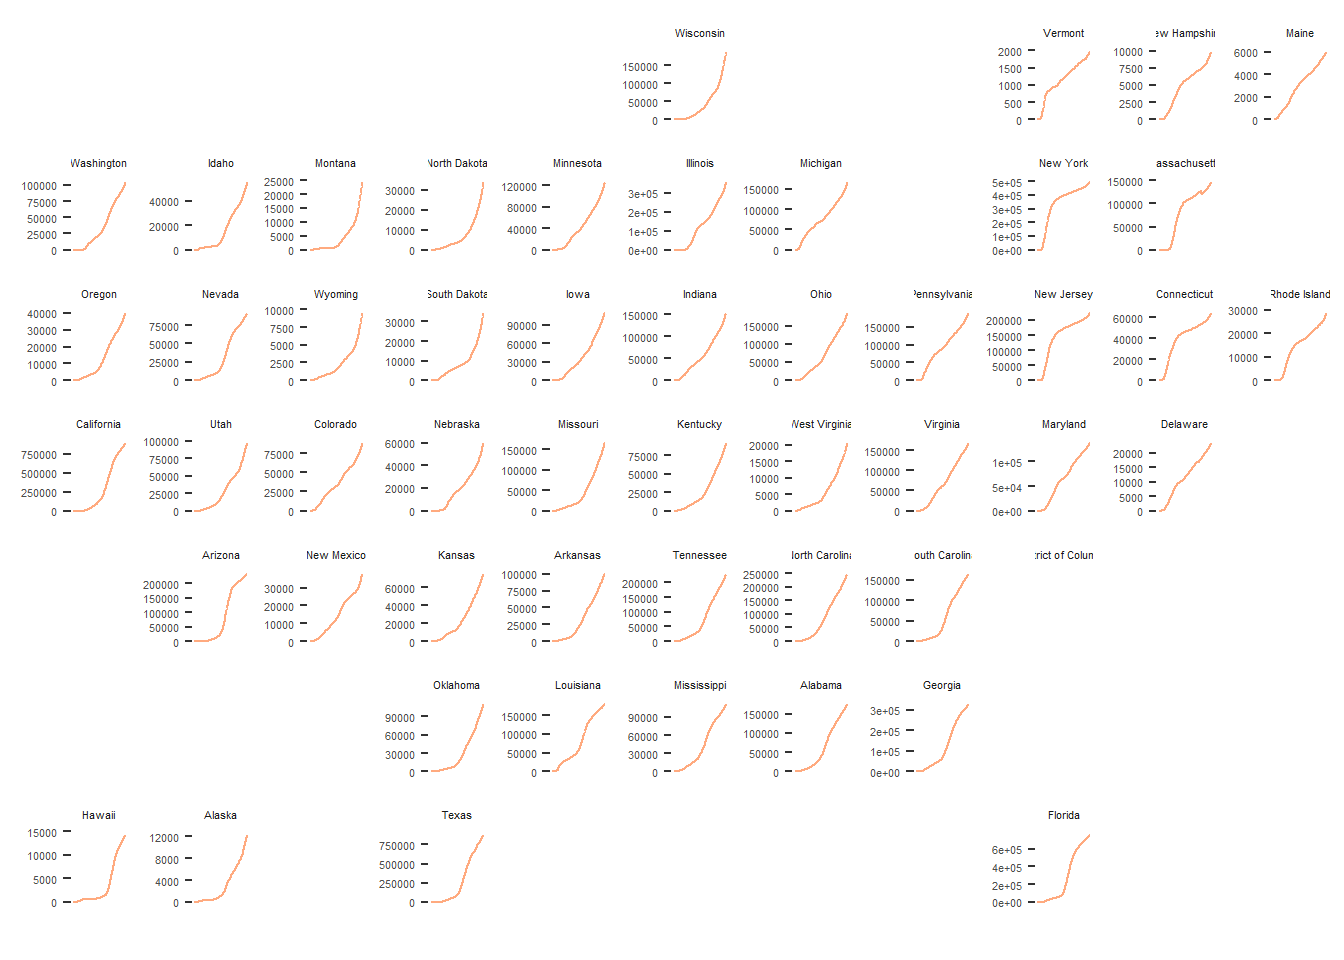 Wisconsin
150000
100000
50000
0
Vermont
2000
1500
1000
500
0
ew Hampshi
10000
7500
5000
2500
0
Maine
6000
4000
2000
0
Washington
100000
75000
50000
25000
0
Idaho
40000
20000
0
Montana
25000
20000
15000
10000
5000
0
North Dakota
30000
20000
10000
0
Minnesota
120000
80000
40000
0
Illinois
3e+05
2e+05
1e+05
0e+00
Michigan
150000
100000
50000
0
New York
5e+05
4e+05
3e+05
2e+05
1e+05
0e+00
assachusett
150000
100000
50000
0
Oregon
40000
30000
20000
10000
0
Nevada
75000
50000
25000
0
Wyoming
10000
7500
5000
2500
0
South Dakota
30000
20000
10000
0
Iowa
90000
60000
30000
0
Indiana
150000
100000
50000
0
Ohio
150000
100000
50000
0
Pennsylvania
150000
100000
50000
0
New Jersey
200000
150000
100000
50000
0
Connecticut
60000
40000
20000
0
Rhode Island
30000
20000
10000
0
California
750000
500000
250000
0
Utah
100000
75000
50000
25000
0
Colorado
75000
50000
25000
0
Nebraska
60000
40000
20000
0
Missouri
150000
100000
50000
0
Kentucky
75000
50000
25000
0
West Virginia
20000
15000
10000
5000
0
Virginia
150000
100000
50000
0
Maryland
1e+05
5e+04
0e+00
Delaware
20000
15000
10000
5000
0
Arizona
200000
150000
100000
50000
0
New Mexico
30000
20000
10000
0
Kansas
60000
40000
20000
0
Arkansas
100000
75000
50000
25000
0
Tennessee
200000
150000
100000
50000
0
North Carolina
250000
200000
150000
100000
50000
0
outh Carolin
150000
100000
50000
0
trict of Colun
Oklahoma
90000
60000
30000
0
Louisiana
150000
100000
50000
0
Mississippi
90000
60000
30000
0
Alabama
150000
100000
50000
0
Georgia
3e+05
2e+05
1e+05
0e+00
Hawaii
15000
10000
5000
0
Alaska
12000
8000
4000
0
Texas
750000
500000
250000
0
Florida
6e+05
4e+05
2e+05
0e+00